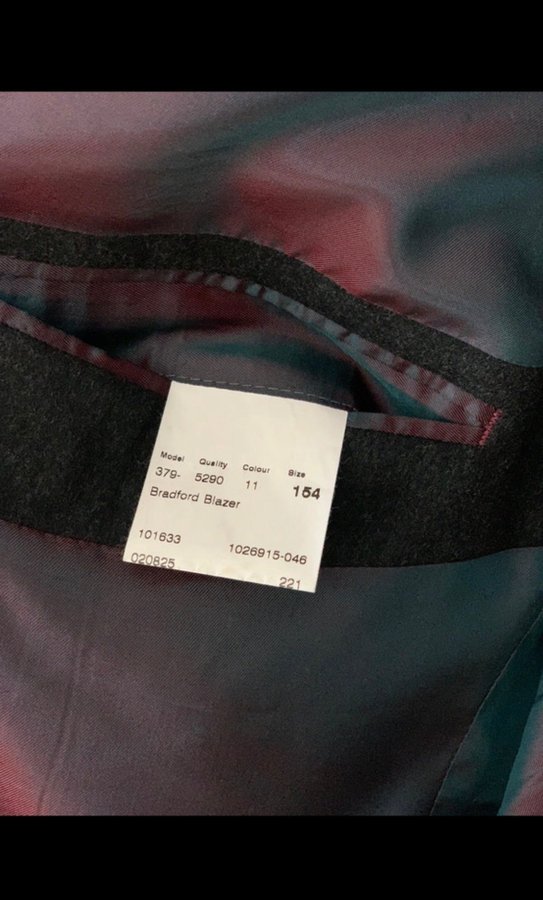 Model Quality Colour Size
379- 5290 11 154
Bradford Blazer
101633 1026915-046
020825 221